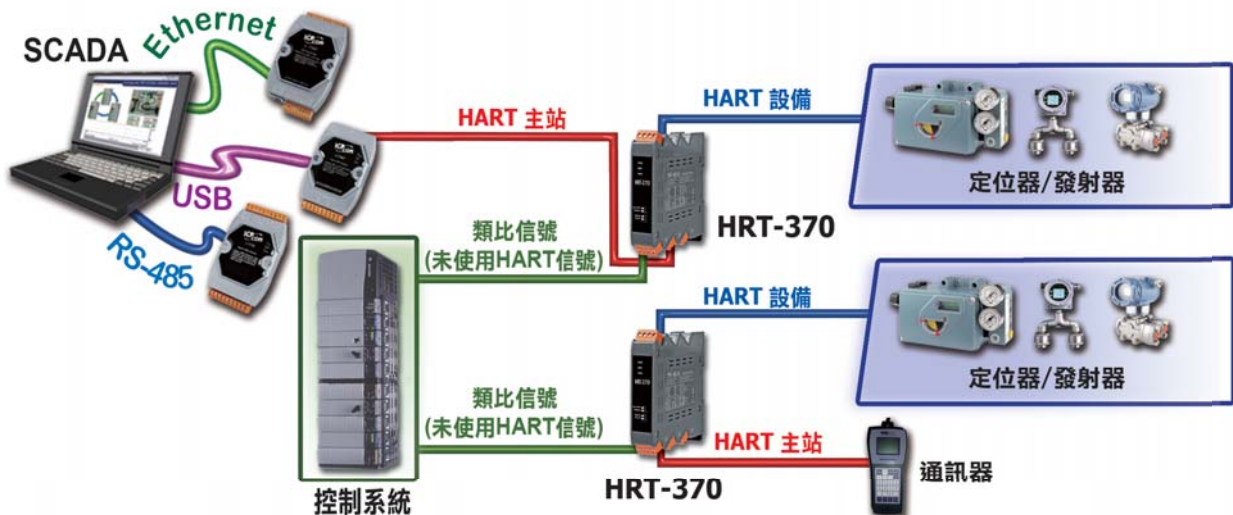 SCADA
Ethernet
USB
RS-485
HART 主站
HART 設備
定位器/發射器
HRT-370
類比信號
(未使用HART信號)
HART 設備
定位器/發射器
類比信號
(未使用HART信號)
HART 主站
HRT-370
通訊器
控制系統